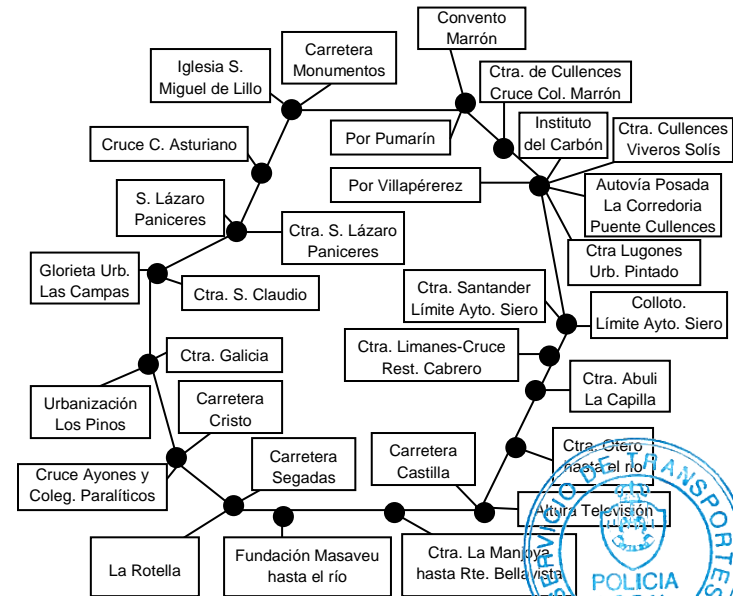 Convento
Marrón
Carretera
Monumentos
Iglesia S.
Miguel de Lillo
Ctra. de Cullences
Cruce Col. Marrón
Instituto
del Carbón
Ctra. Cullences
Viveros Solís
Por Pumarín
Cruce C. Asturiano
Por Villapérerez
Autovía Posada
La Corredoria
Puente Cullences
S. Lázaro
Paniceres
Ctra. S. Lázaro
Paniceres
Ctra Lugones
Urb. Pintado
Glorieta Urb.
Las Campas
Ctra. S. Claudio
Ctra. Santander
Límite Ayto. Siero
Colloto.
Límite Ayto. Siero
Ctra. Limanes-Cruce
Rest. Cabrero
Ctra. Galicia
Ctra. Abuli
La Capilla
Urbanización
Los Pinos
Carretera
Cristo
Ctra. Otero
hasta el río
Carretera
Castilla
Carretera
Segadas
Cruce Ayones y
Coleg. Paralíticos
Altura Televisión
La Rotella
Fundación Masaveu
hasta el río
Ctra. La Manjoya
hasta Rte. Bellavista
SERVICIO DE TRANSPORTES
POLICIA